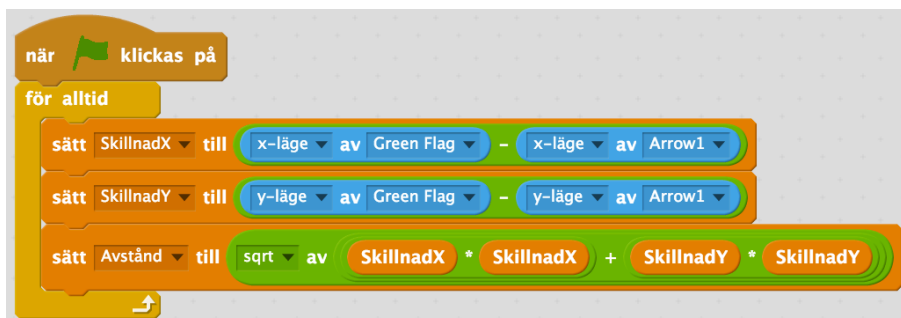 när klickas på
för alltid
sätt SkillnadX till x-läge av Green Flag - x-läge av Arrow1
sätt SkillnadY till y-läge av Green Flag - y-läge av Arrow1
sätt Avstånd till sqrt av SkillnadX * SkillnadX + SkillnadY * SkillnadY